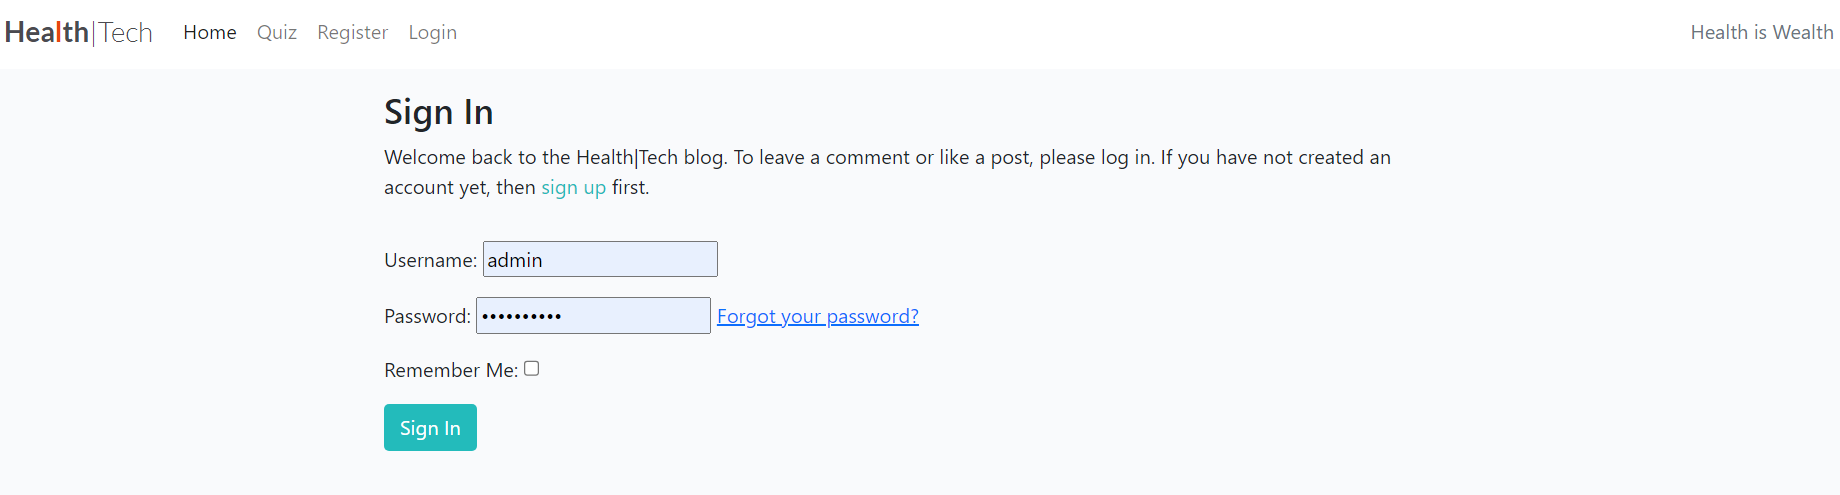 Health|Tech Home Quiz Register Login Health is Wealth
Sign In
Welcome back to the Health|Tech blog. To leave a comment or like a post, please log in. If you have not created an
account yet, then sign up first.
Username: admin
Password: •••••••••• Forgot your password?
Remember Me:
Sign In